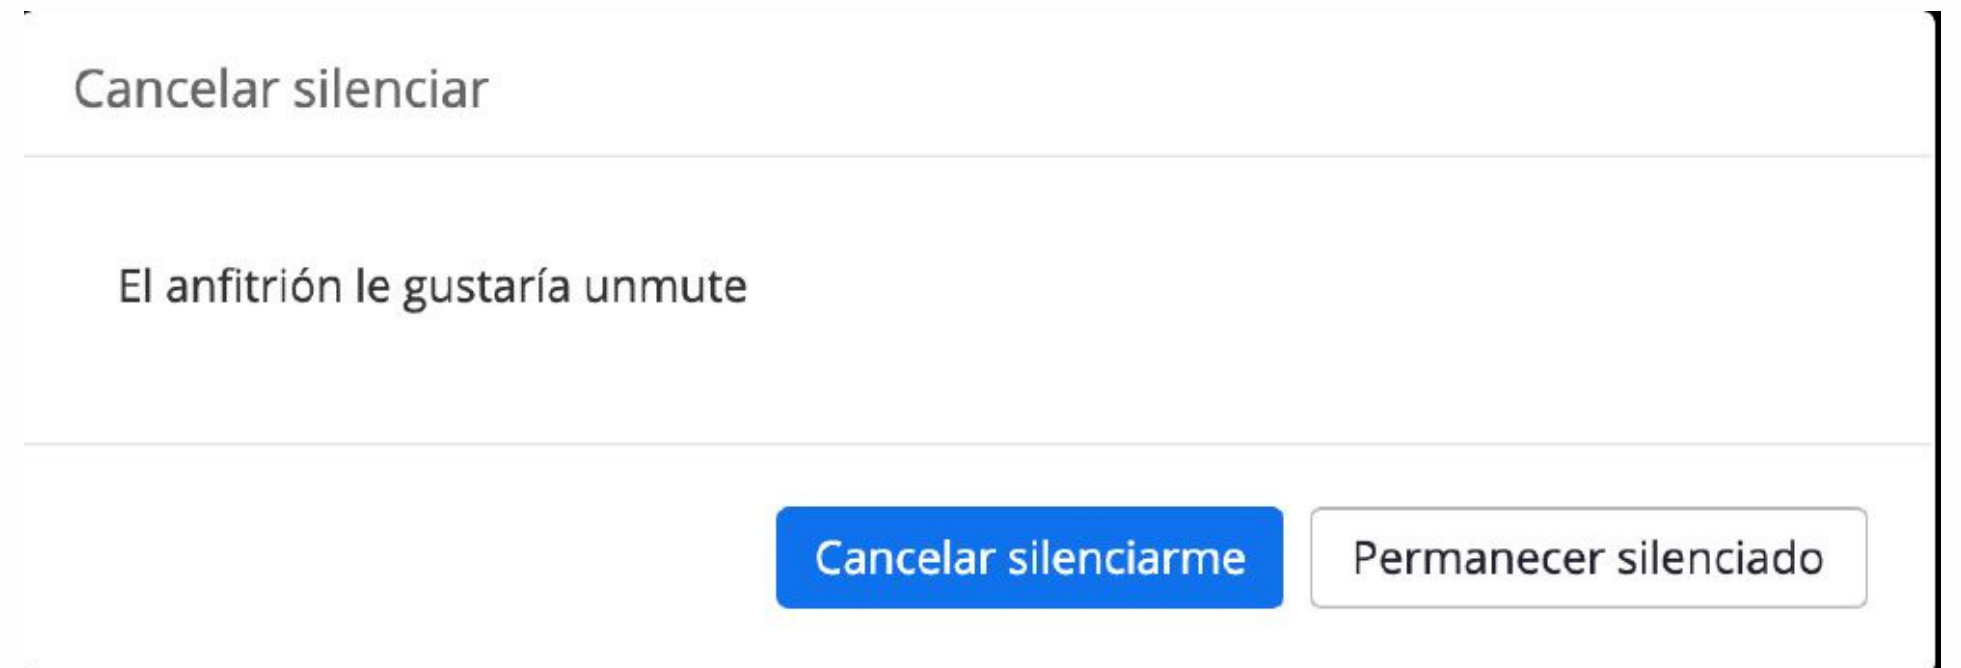 Cancelar silenciar
El anfitrión le gustaría unmute
Cancelar silenciarme
Permanecer silenciado